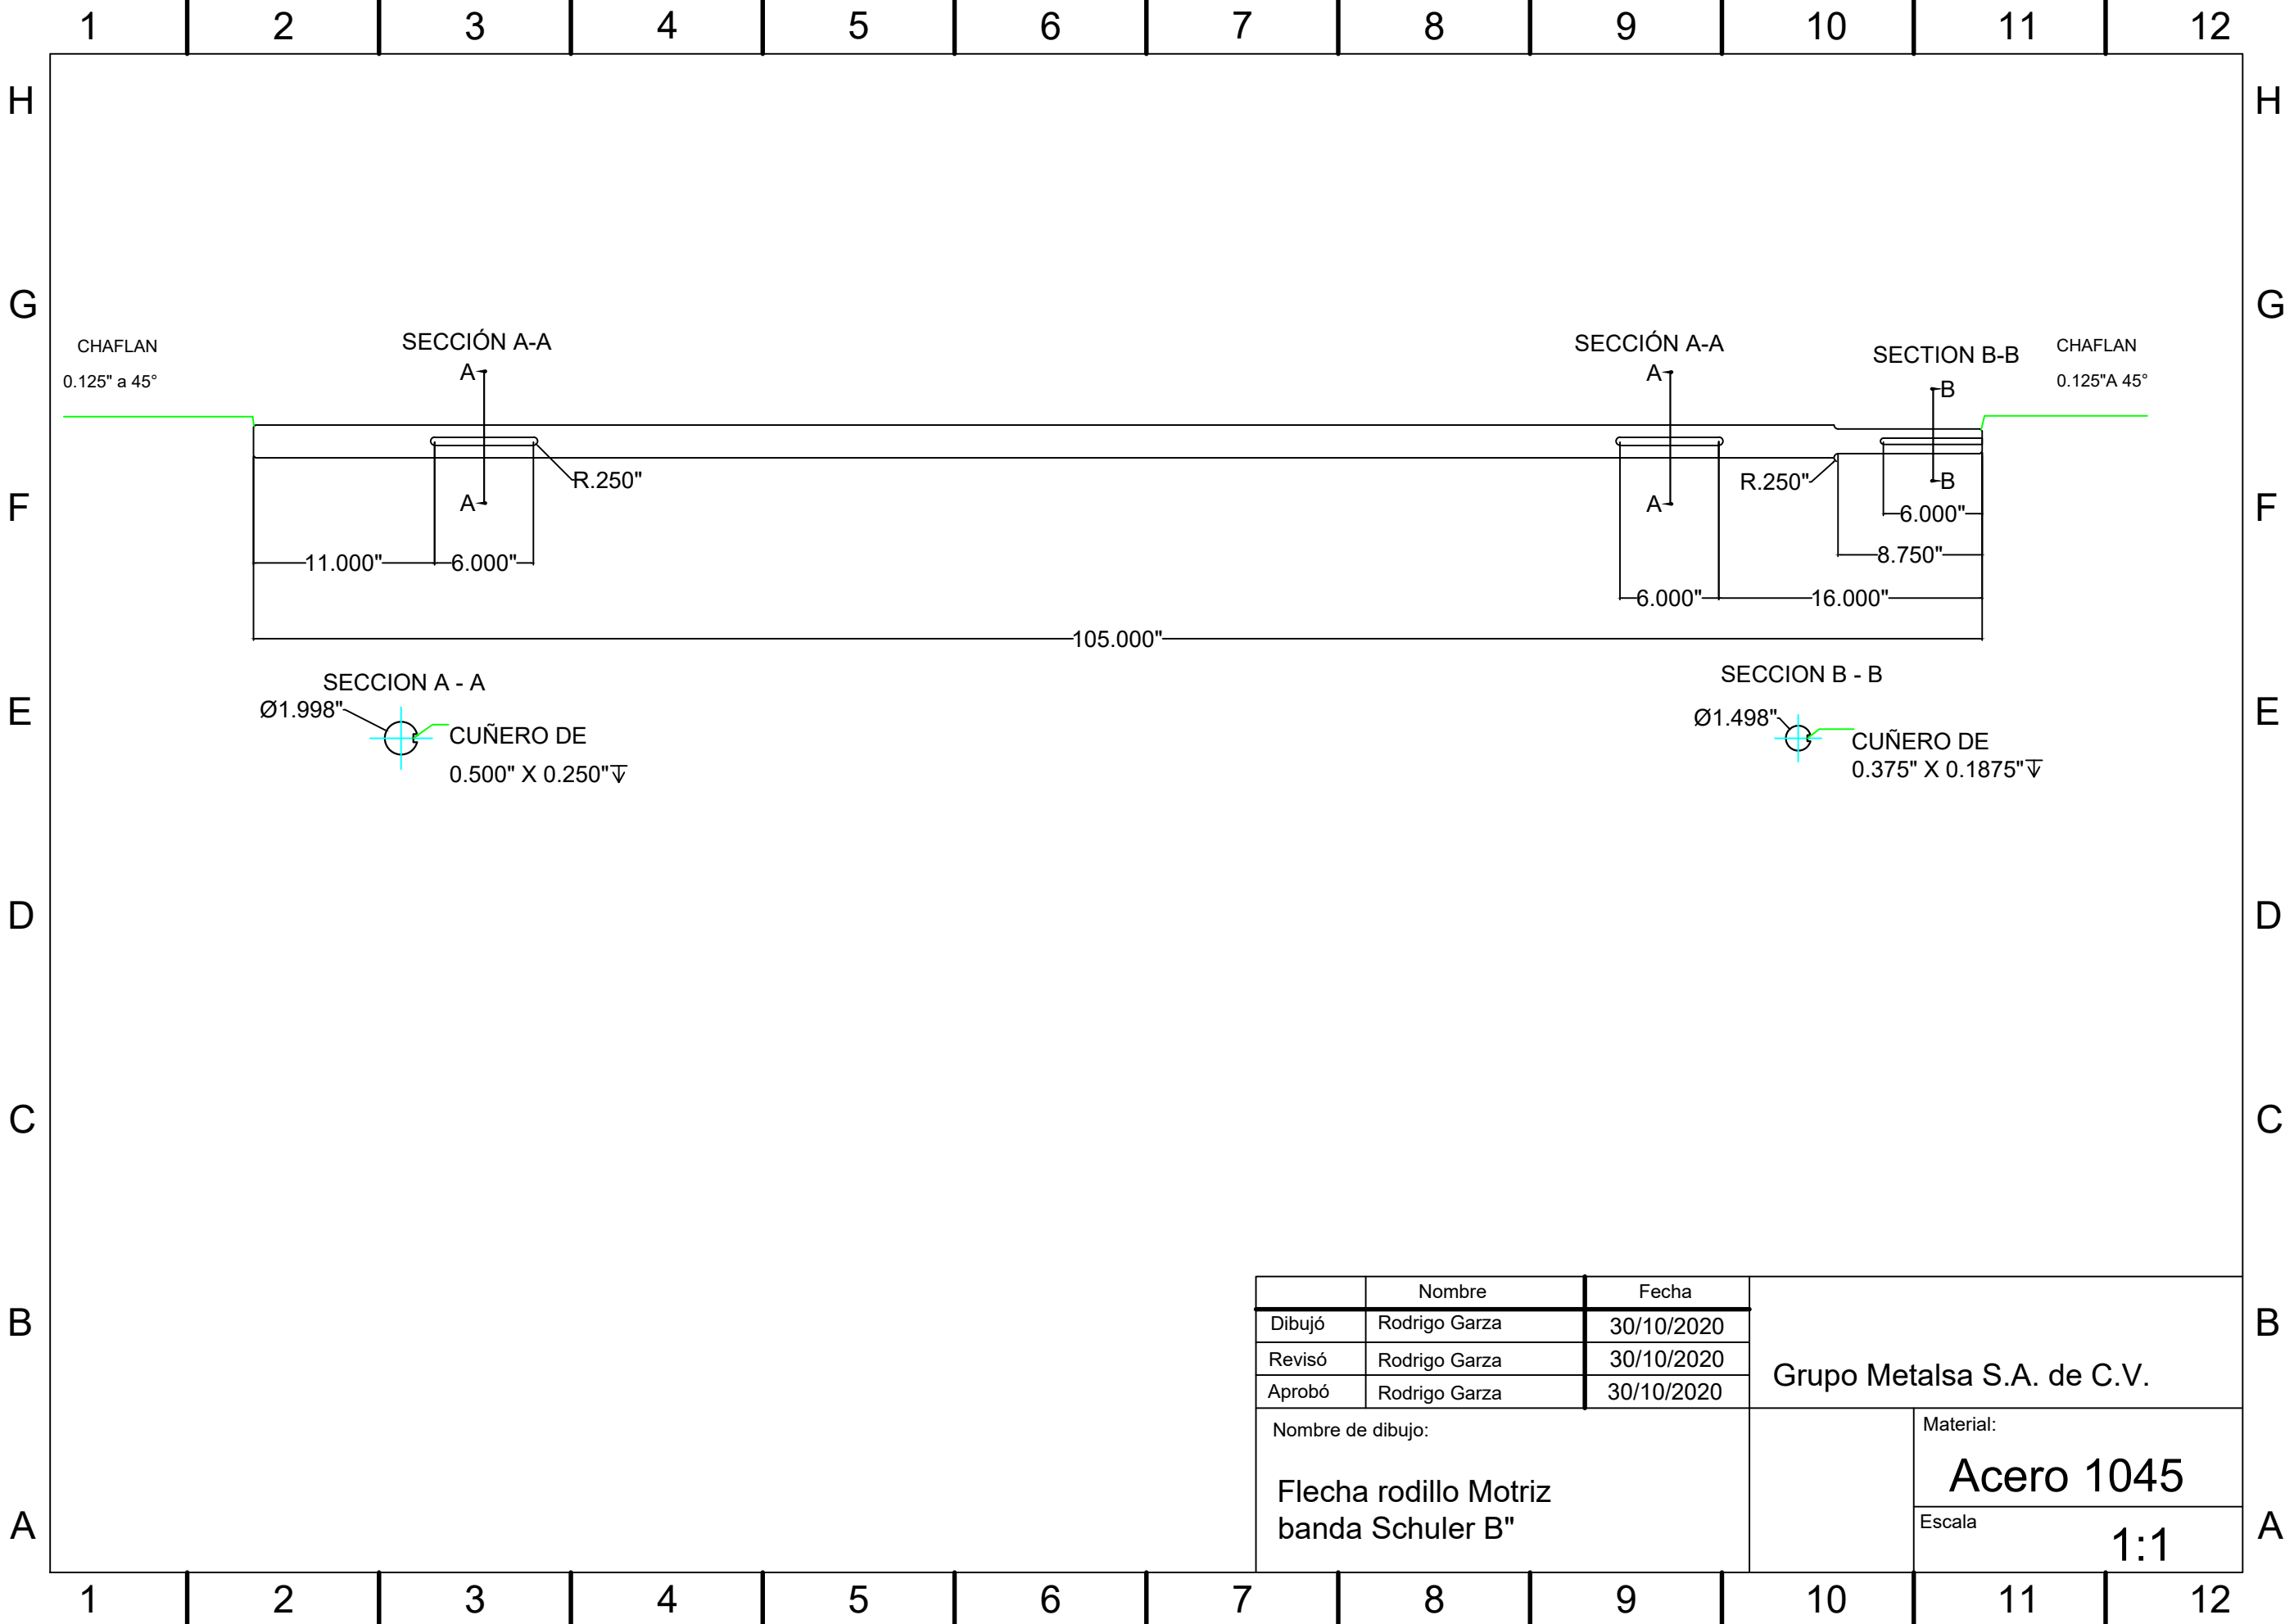 1 2 3 4 5 6 7 8 9 10 11 12
H H
G G
SECCIÓN A-A
SECCIÓN A-A
SECTION B-B
CHAFLAN
0.125" a 45°
CHAFLAN
0.125"A 45°
A
A
B
R.250"
R.250"
A
A
B
F F
6.000"
8.750"
11.000"
6.000"
6.000"
16.000"
105.000"
SECCION A - A
Ø1.998"
CUÑERO DE
0.500" X 0.250"↧
SECCION B - B
Ø1.498"
CUÑERO DE
0.375" X 0.1875"↧
E E
D D
C C
B B
Nombre Fecha
Dibujó Rodrigo Garza 30/10/2020
Revisó Rodrigo Garza 30/10/2020
Aprobó Rodrigo Garza 30/10/2020
Grupo Metalsa S.A. de C.V.
Nombre de dibujo:
Flecha rodillo Motriz
banda Schuler B"
Material:
Acero 1045
Escala
1:1
A A
1 2 3 4 5 6 7 8 9 10 11 12